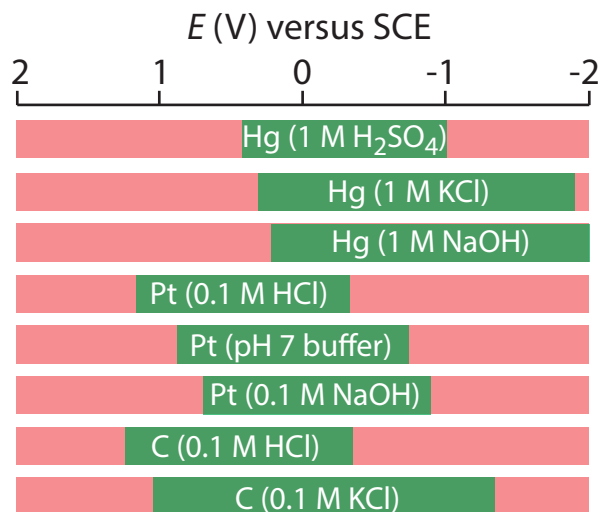 E (V) versus SCE
2 1 0 -1 -2
Hg (1 M H₂SO₄)
Hg (1 M KCl)
Hg (1 M NaOH)
Pt (0.1 M HCl)
Pt (pH 7 buffer)
Pt (0.1 M NaOH)
C (0.1 M HCl)
C (0.1 M KCl)